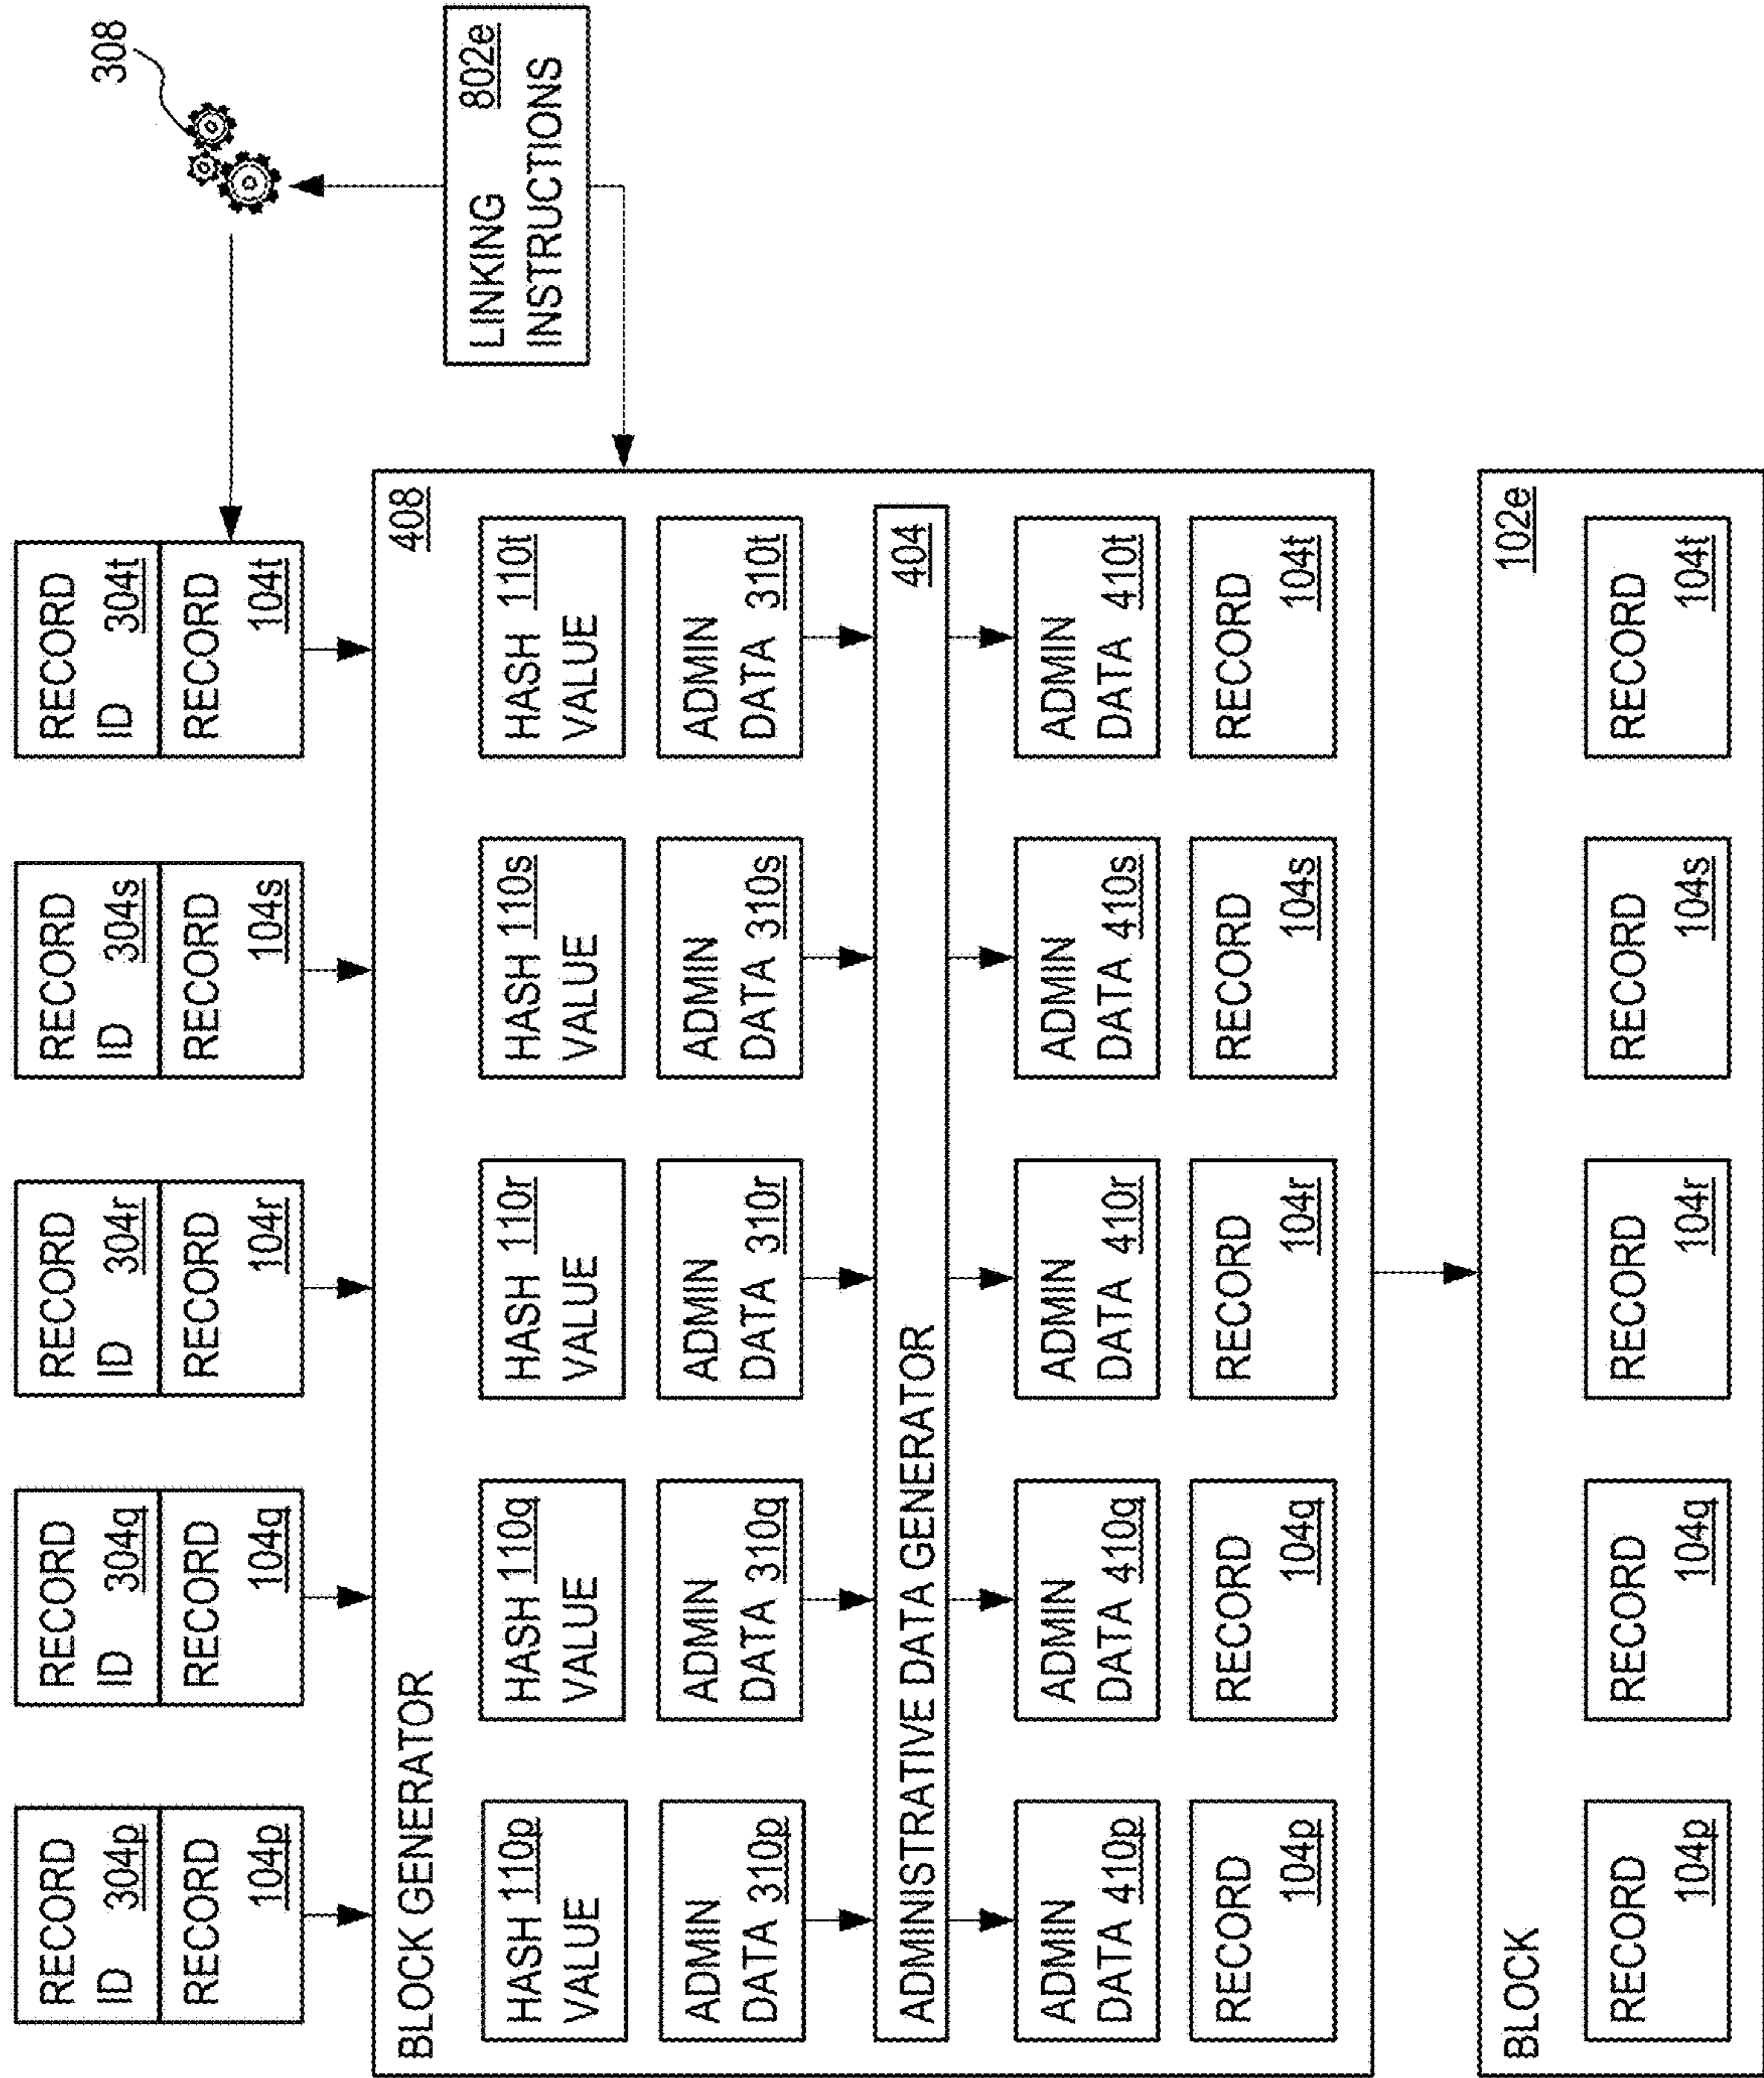 308
LINKING 802e
INSTRUCTIONS
RECORD
ID 304p
RECORD
104p
RECORD
ID 304q
RECORD
104q
RECORD
ID 304r
RECORD
104r
RECORD
ID 304s
RECORD
104s
RECORD
ID 304t
RECORD
104t
BLOCK GENERATOR 408
HASH 110p
VALUE
HASH 110q
VALUE
HASH 110r
VALUE
HASH 110s
VALUE
HASH 110t
VALUE
ADMIN
DATA 310p
ADMIN
DATA 310q
ADMIN
DATA 310r
ADMIN
DATA 310s
ADMIN
DATA 310t
ADMINISTRATIVE DATA GENERATOR 404
ADMIN
DATA 410p
ADMIN
DATA 410q
ADMIN
DATA 410r
ADMIN
DATA 410s
ADMIN
DATA 410t
RECORD
104p
RECORD
104q
RECORD
104r
RECORD
104s
RECORD
104t
BLOCK 102e
RECORD
104p
RECORD
104q
RECORD
104r
RECORD
104s
RECORD
104t